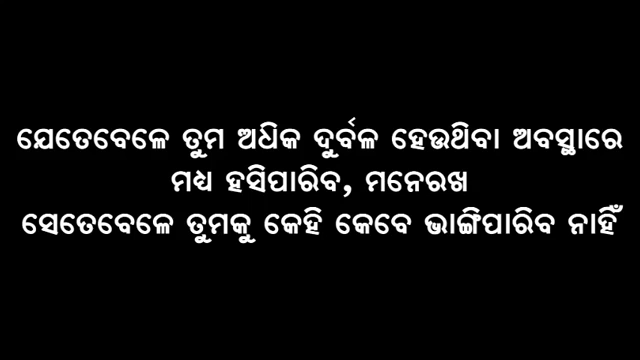 ଯେତେବେଳେ ତୁମ ଅଧିକ ଦୁର୍ବଳ ହେଉଥିବା ଅବସ୍ଥାରେ
ମଧ୍ୟ ହସିପାରିବ, ମନେରଖ
ସେତେବେଳେ ତୁମକୁ କେହି କେବେ ଭାଙ୍ଗିପାରିବ ନାହିଁ